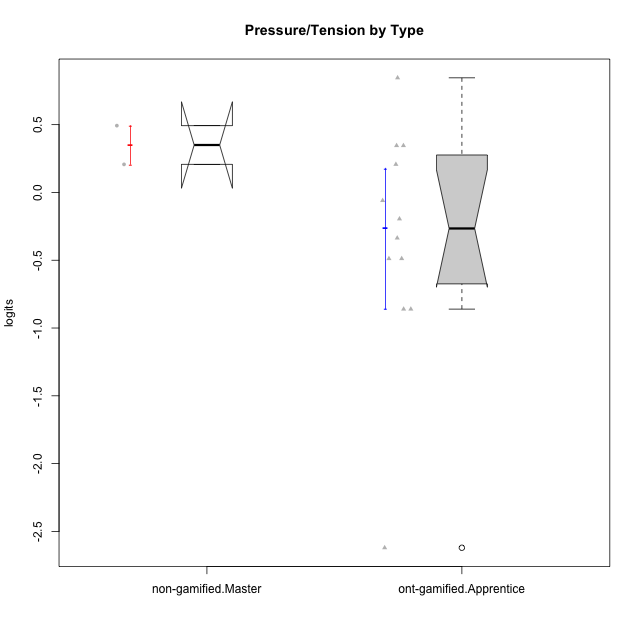 Pressure/Tension by Type
logits
0.5
0.0
-0.5
-1.0
-1.5
-2.0
-2.5
non-gamified.Master
ont-gamified.Apprentice